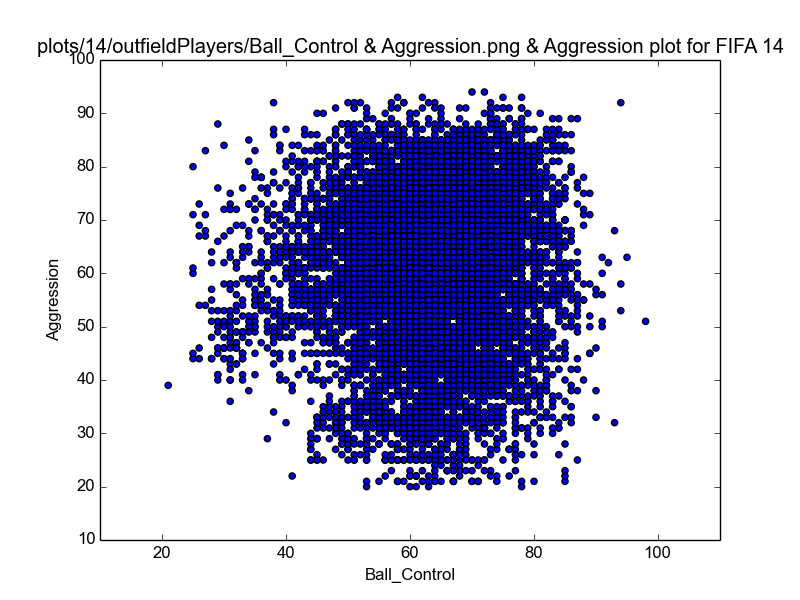 plots/14/outfieldPlayers/Ball_Control & Aggression.png & Aggression plot for FIFA 14
100
90
80
70
60
50
40
30
20
10
Aggression
20 40 60 80 100
Ball_Control